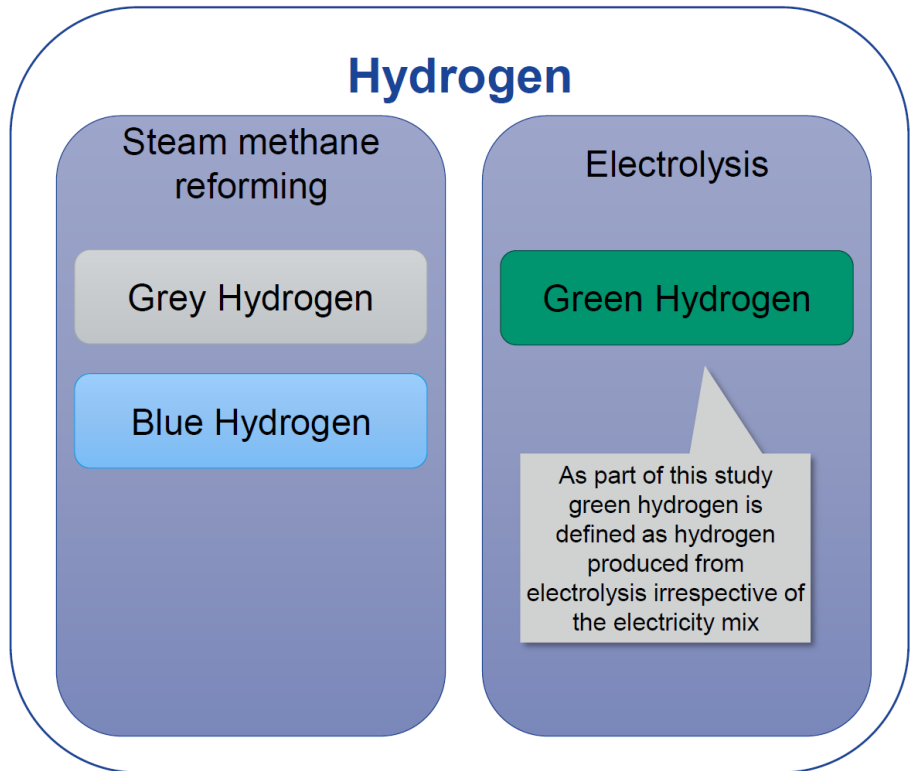 Hydrogen
Steam methane
reforming
Grey Hydrogen
Blue Hydrogen
Electrolysis
Green Hydrogen
As part of this study
green hydrogen is
defined as hydrogen
produced from
electrolysis irrespective of
the electricity mix